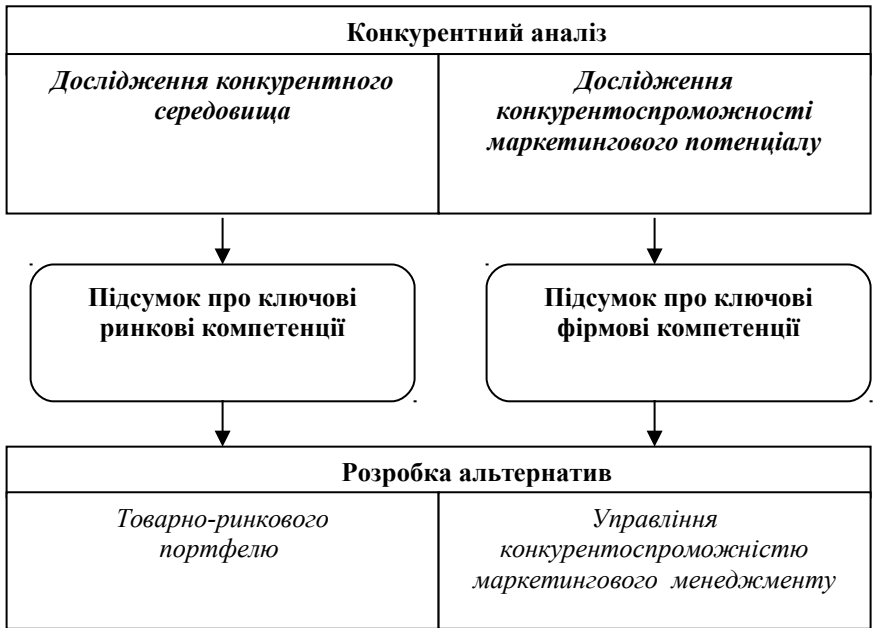 Конкурентний аналіз
Дослідження конкурентного
середовища
Дослідження
конкурентоспроможності
маркетингового потенціалу
Підсумок про ключові
ринкові компетенції
Підсумок про ключові
фірмові компетенції
Розробка альтернатив
Товарно-ринкового
портфелю
Управління
конкурентоспроможністю
маркетингового менеджменту